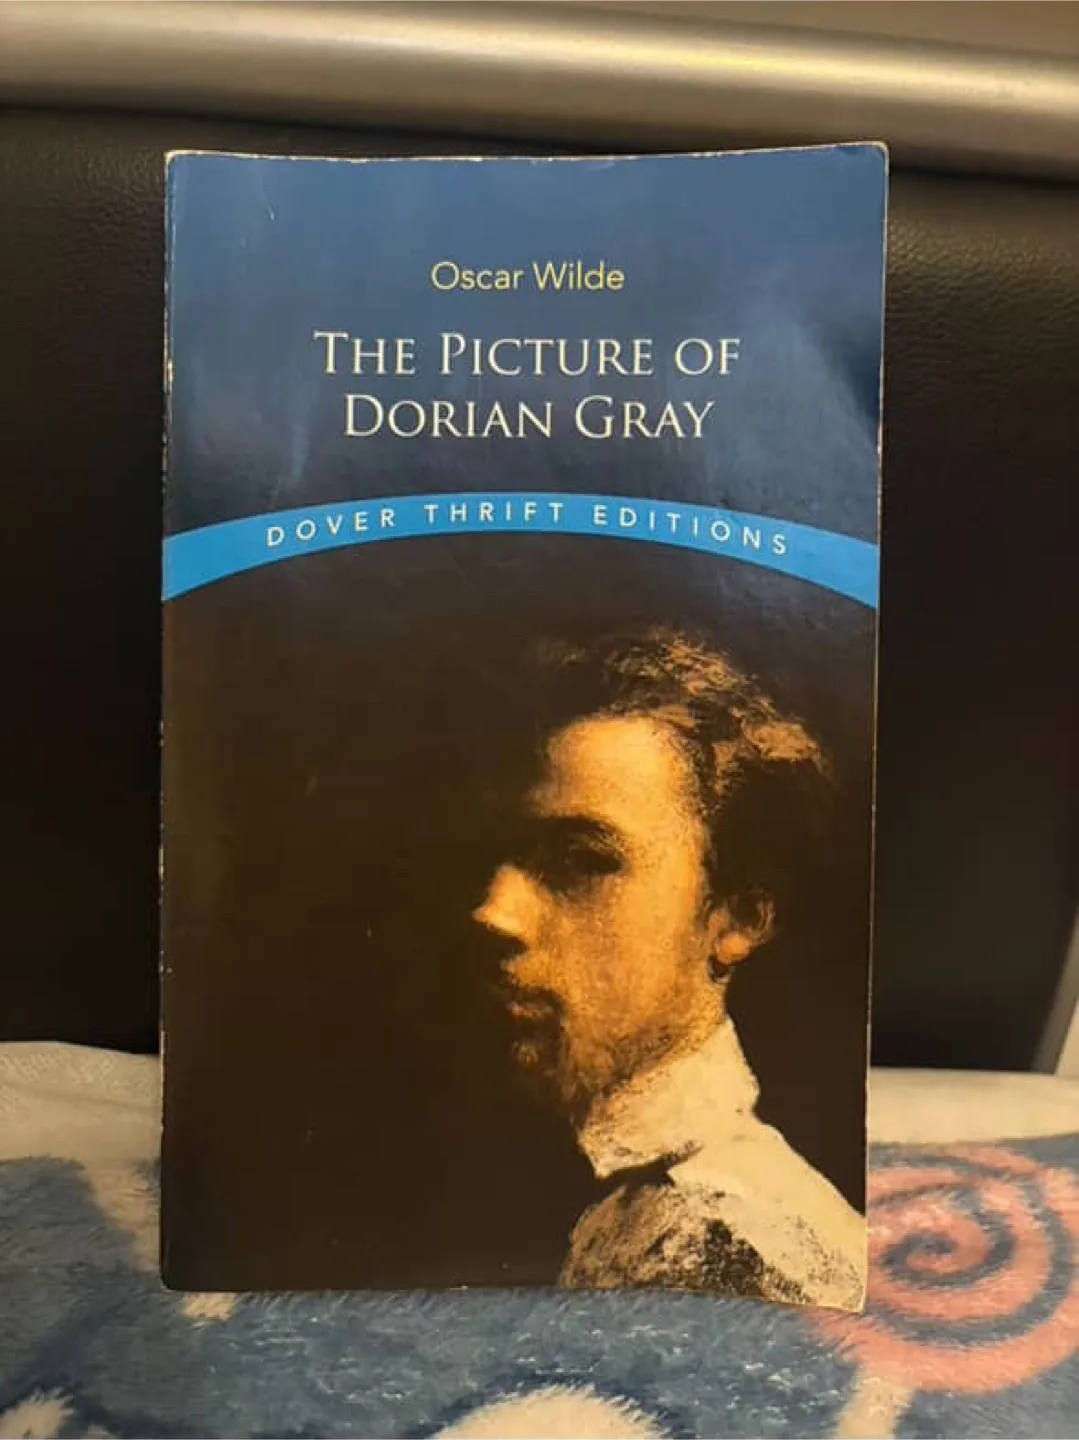 Oscar Wilde
THE PICTURE OF
DORIAN GRAY
DOVER THRIFT EDITIONS